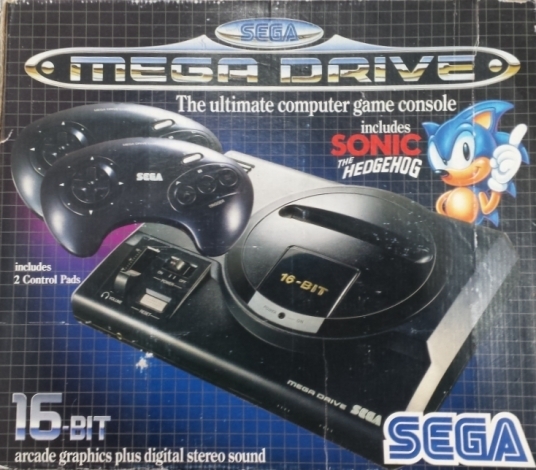 SEGA
MEGA DRIVE
The ultimate computer game console
includes
SONIC
THE
HEDGEHOG
SEGA
includes
2 Control Pads
16-BIT
MEGA DRIVE SEGA
16-BIT
arcade graphics plus digital stereo sound
SEGA